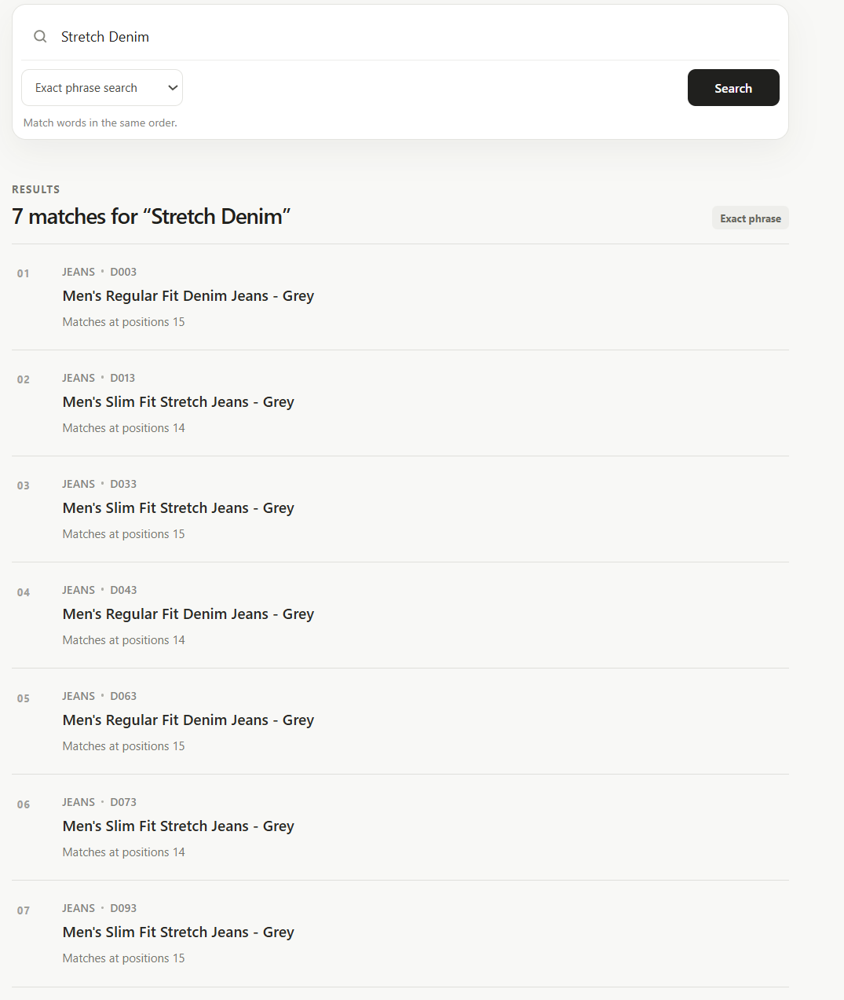 Stretch Denim
Exact phrase search
Search
Match words in the same order.
RESULTS
7 matches for “Stretch Denim”
Exact phrase
01
JEANS • D003
Men's Regular Fit Denim Jeans - Grey
Matches at positions 15
02
JEANS • D013
Men's Slim Fit Stretch Jeans - Grey
Matches at positions 14
03
JEANS • D033
Men's Slim Fit Stretch Jeans - Grey
Matches at positions 15
04
JEANS • D043
Men's Regular Fit Denim Jeans - Grey
Matches at positions 14
05
JEANS • D063
Men's Regular Fit Denim Jeans - Grey
Matches at positions 15
06
JEANS • D073
Men's Slim Fit Stretch Jeans - Grey
Matches at positions 14
07
JEANS • D093
Men's Slim Fit Stretch Jeans - Grey
Matches at positions 15